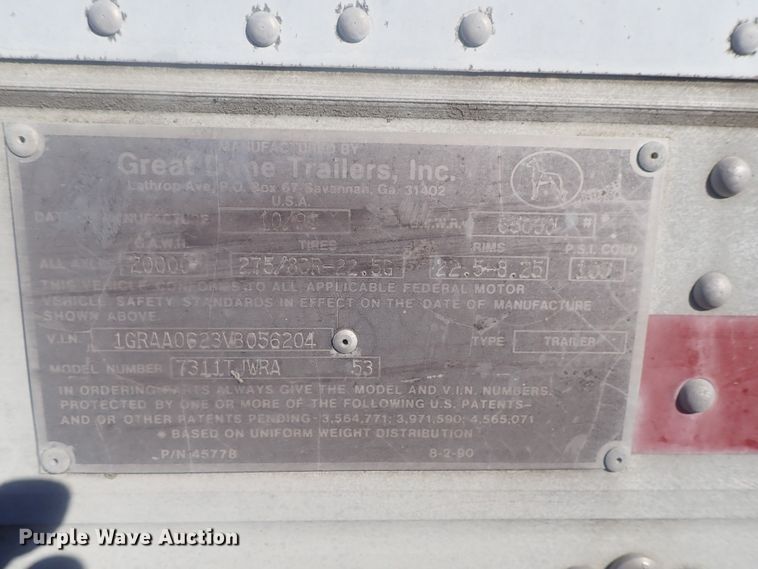 MANUFACTURED BY
Great Dane Trailers, Inc.
Lathrop Ave., P.O. Box 67 Savannah, Ga. 31402
U.S.A.
DATE OF MANUFACTURE G.V.W.R.
G.A.W.R. TIRES RIMS P.S.I. COLD
ALL AXLES 20000 275/80R-22.5G 22.5-8.25
THIS VEHICLE CONFORMS TO ALL APPLICABLE FEDERAL MOTOR
VEHICLE SAFETY STANDARDS IN EFFECT ON THE DATE OF MANUFACTURE
SHOWN ABOVE
V.I.N. 1GRAA0623VB056204 TYPE TRAILER
MODEL NUMBER 7311TJWRA 53
IN ORDERING PARTS ALWAYS GIVE THE MODEL AND V.I.N. NUMBERS.
PROTECTED BY ONE OR MORE OF THE FOLLOWING U.S. PATENTS-
AND/OR OTHER PATENTS PENDING-3,564,771; 3,971,590; 4,565,071
* BASED ON UNIFORM WEIGHT DISTRIBUTION
P/N 45778 8-2-90
Purple Wave Auction